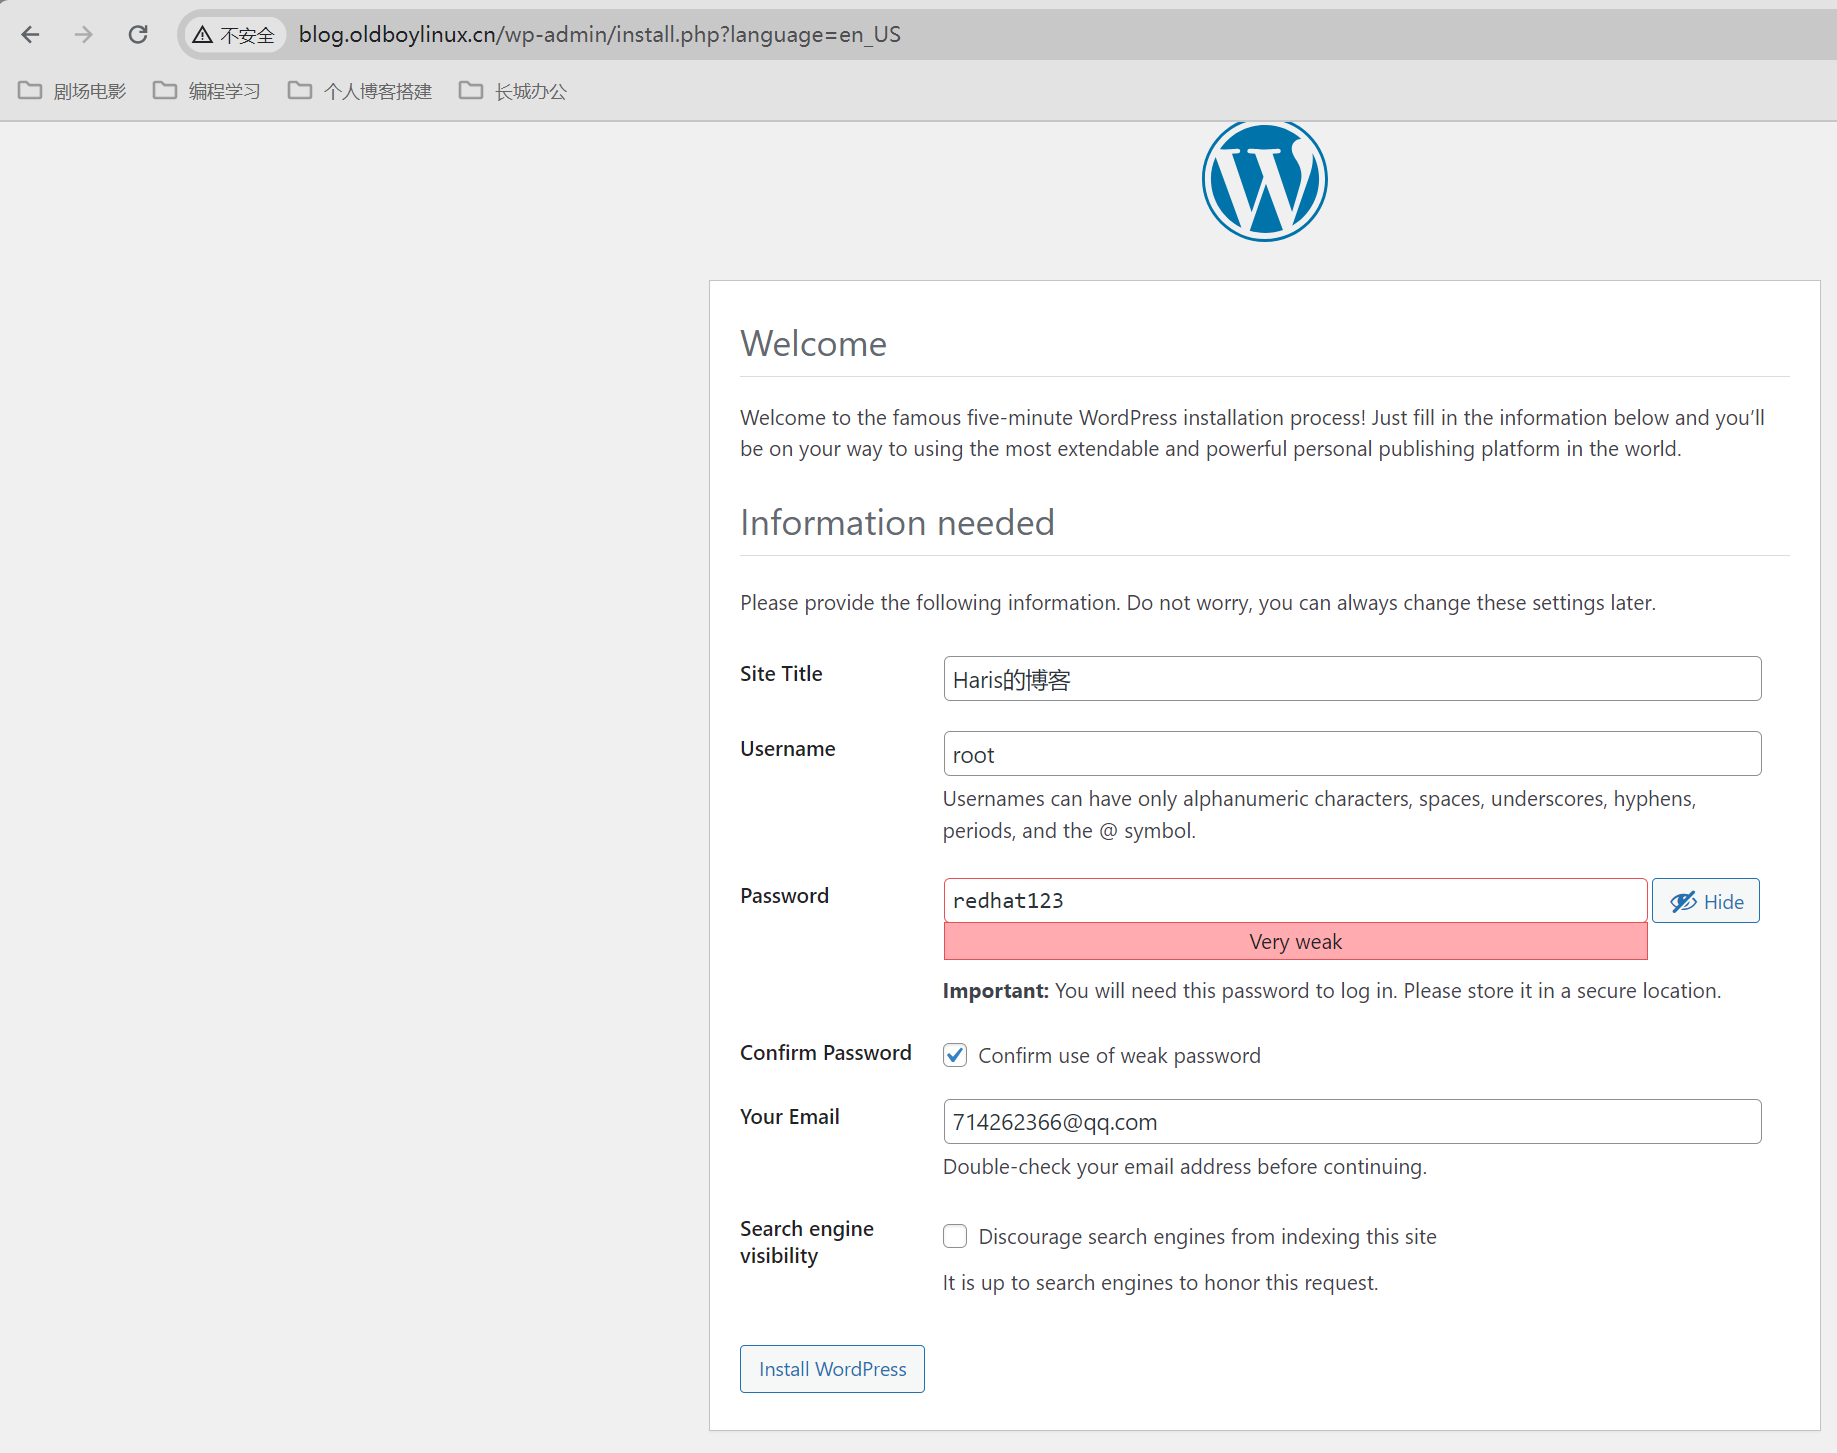 不安全 blog.oldboylinux.cn/wp-admin/install.php?language=en_US
剧场电影 编程学习 个人博客搭建 长城办公
Welcome
Welcome to the famous five-minute WordPress installation process! Just fill in the information below and you’ll
be on your way to using the most extendable and powerful personal publishing platform in the world.
Information needed
Please provide the following information. Do not worry, you can always change these settings later.
Site Title Haris的博客
Username root
Usernames can have only alphanumeric characters, spaces, underscores, hyphens,
periods, and the @ symbol.
Password redhat123 Hide
Very weak
Important: You will need this password to log in. Please store it in a secure location.
Confirm Password Confirm use of weak password
Your Email 714262366@qq.com
Double-check your email address before continuing.
Search engine
visibility
Discourage search engines from indexing this site
It is up to search engines to honor this request.
Install WordPress